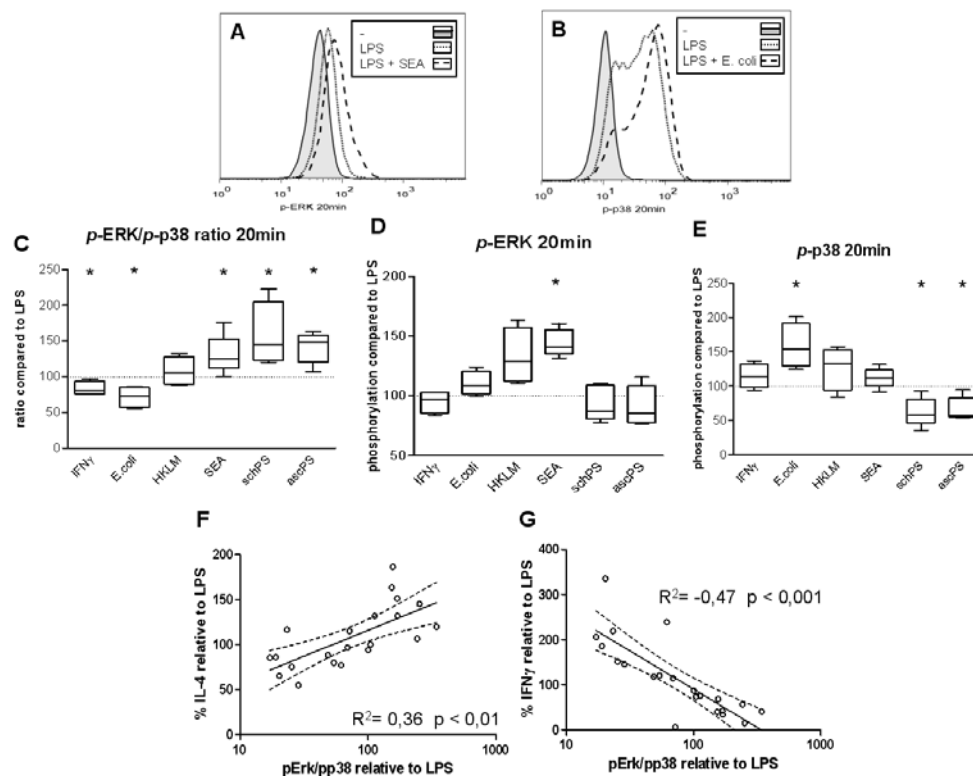 A
-
LPS
LPS + SEA
10⁰ 10¹ 10² 10³
p-ERK 20min
B
-
LPS
LPS + E. coli
10⁰ 10¹ 10² 10³
p-p38 20min
C
p-ERK/p-p38 ratio 20min
ratio compared to LPS
250
200
150
100
50
0
* * * * *
IFNγ E.coli HKLM SEA schPS ascPS
D
p-ERK 20min
phosphorylation compared to LPS
200
150
100
50
*
IFNγ E.coli HKLM SEA schPS ascPS
E
p-p38 20min
phosphorylation compared to LPS
250
200
150
100
50
0
* * *
IFNγ E.coli HKLM SEA schPS ascPS
F
% IL-4 relative to LPS
200
150
100
50
0
R²= 0,36 p < 0,01
10 100 1000
pErk/pp38 relative to LPS
G
% IFNγ relative to LPS
400
300
200
100
0
R²= -0,47 p < 0,001
10 100 1000
pErk/pp38 relative to LPS